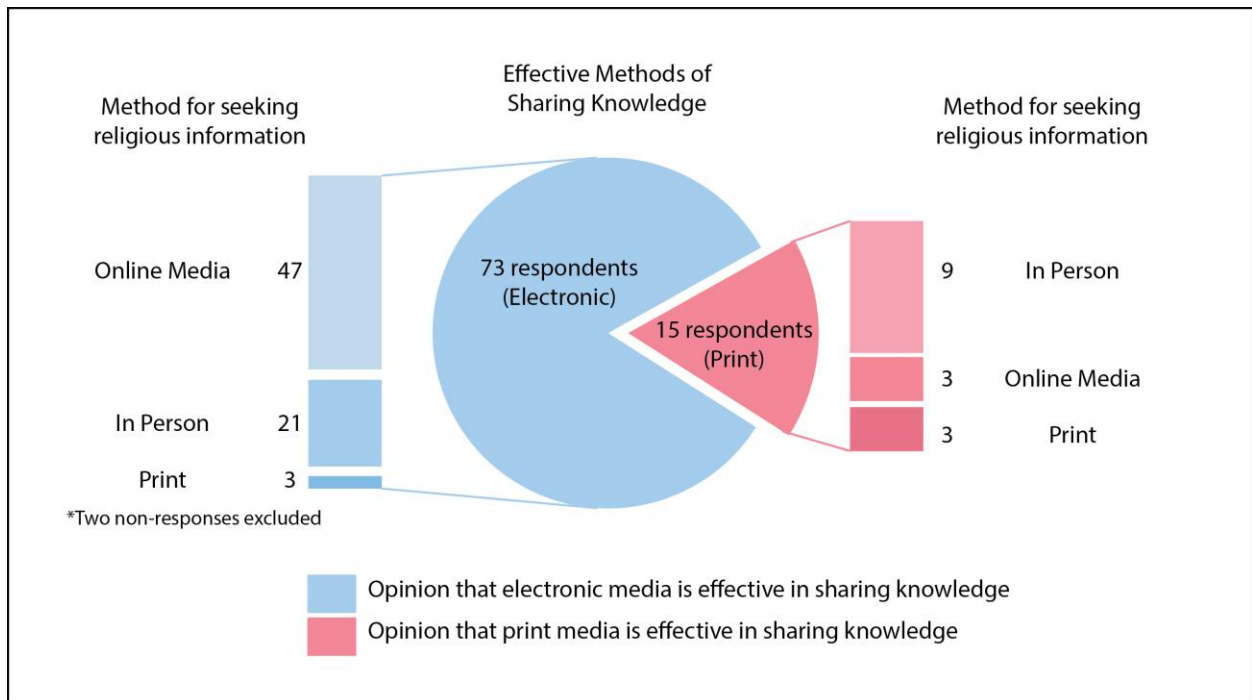 Effective Methods of
Sharing Knowledge
Method for seeking
religious information
Online Media 47
In Person 21
Print 3
*Two non-responses excluded
73 respondents
(Electronic)
15 respondents
(Print)
Method for seeking
religious information
9 In Person
3 Online Media
3 Print
Opinion that electronic media is effective in sharing knowledge
Opinion that print media is effective in sharing knowledge